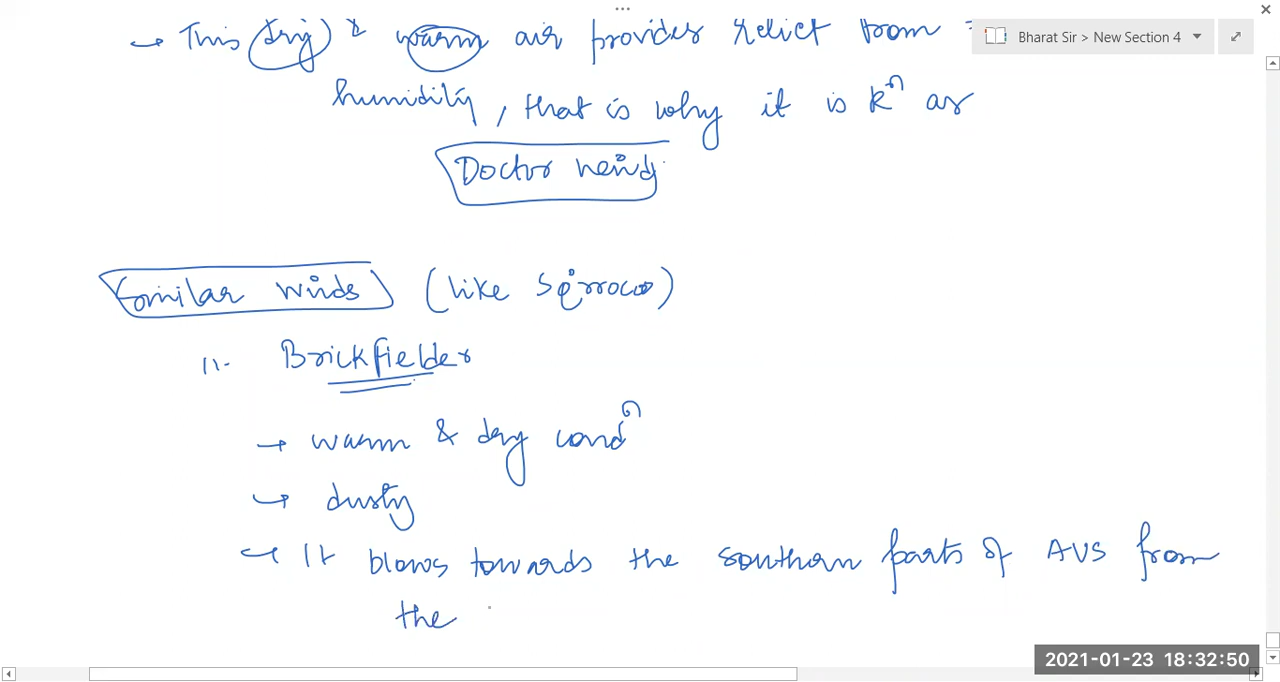 → This dry & warm air provides relief from
Bharat Sir > New Section 4
humidity, that is why it is kⁿ as
Doctor wind
Similar winds (like Sirroco)
11. Brickfielder
→ warm & dry condⁿ
→ dusty
→ It blows towards the southern parts of AUS from
the
2021-01-23 18:32:50